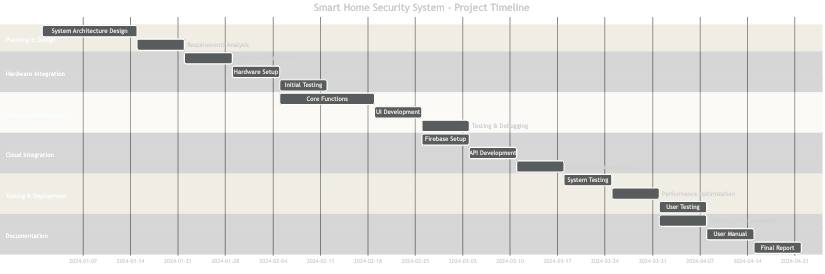 Smart Home Security System - Project Timeline
System Architecture Design
Planning & Design
Requirements Analysis
Hardware Integration
Hardware Setup
Initial Testing
Core Functions
UI Development
Testing & Debugging
Firebase Setup
Cloud Integration
API Development
System Testing
Testing & Deployment
Performance Optimization
User Testing
Documentation
User Manual
Final Report
2024-01-07 2024-01-14 2024-01-21 2024-01-28 2024-02-04 2024-02-11 2024-02-18 2024-02-25 2024-03-03 2024-03-10 2024-03-17 2024-03-24 2024-03-31 2024-04-07 2024-04-14 2024-04-21